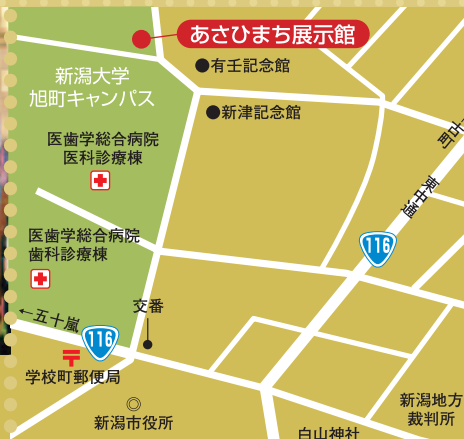 あさひまち展示館
●有壬記念館
新潟大学
旭町キャンパス
●新津記念館
医歯学総合病院
医科診療棟
古町
東中通
医歯学総合病院
歯科診療棟
116
←五十嵐
交番
116
学校町郵便局
◎
新潟市役所
新潟地方
裁判所
白山神社